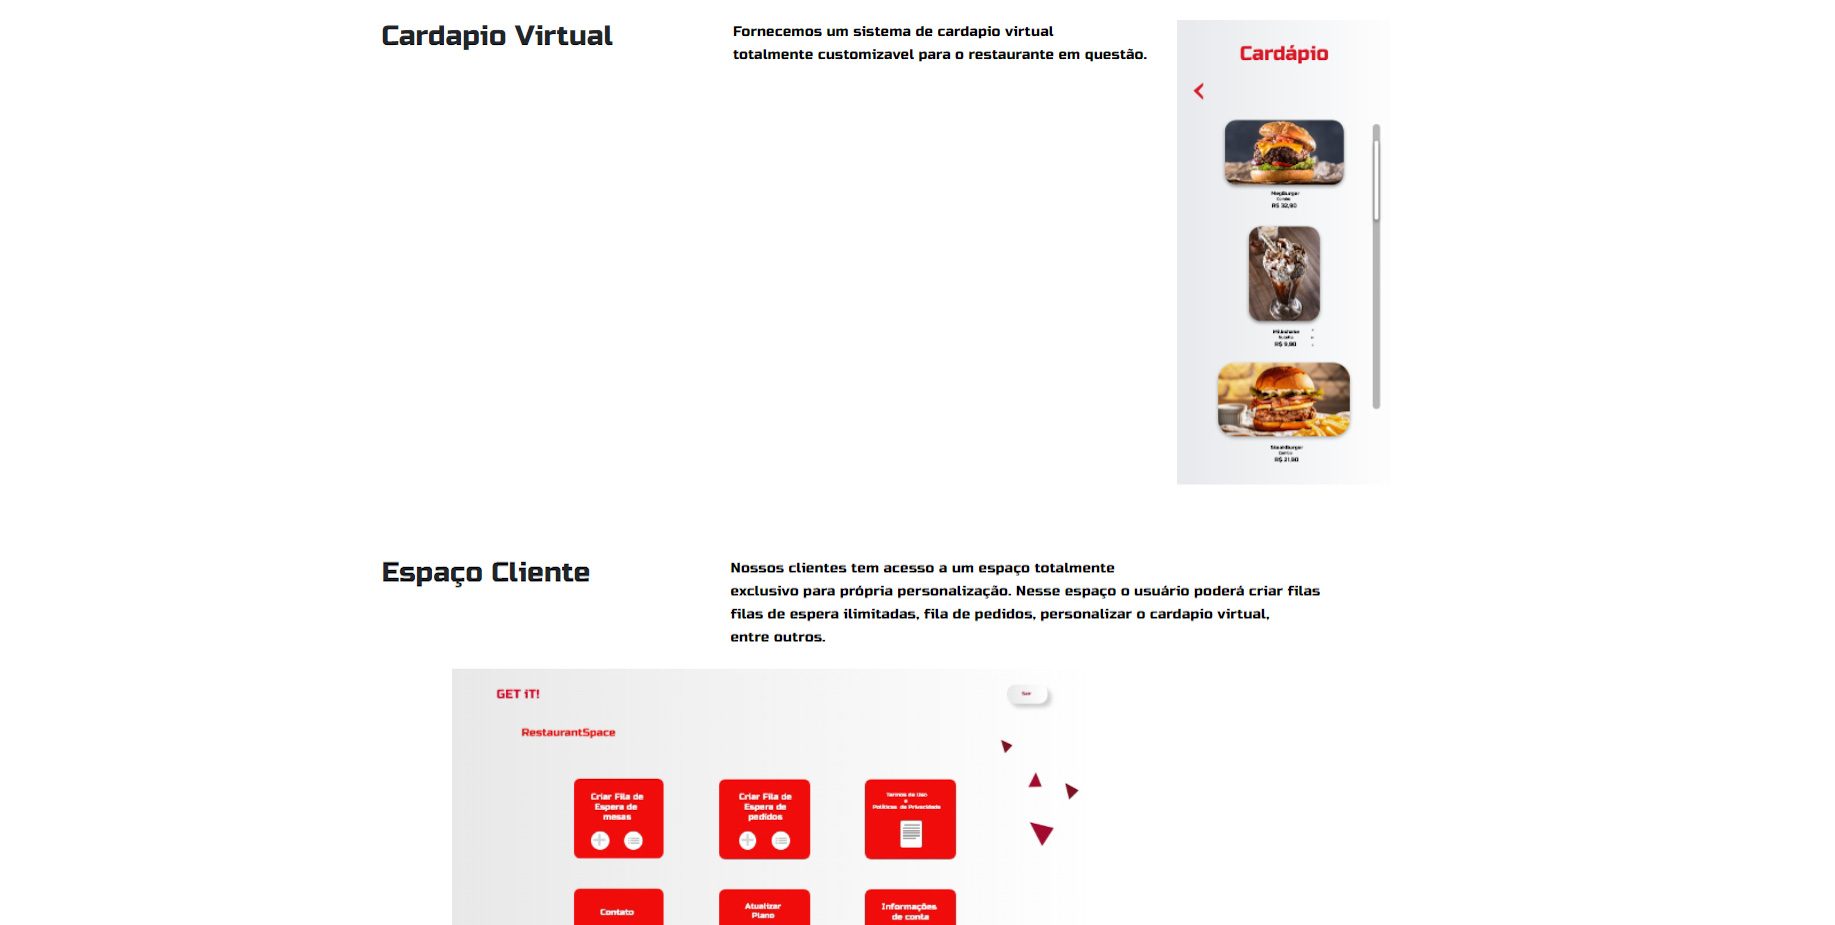 Cardapio Virtual
Fornecemos um sistema de cardapio virtual
totalmente customizavel para o restaurante em questão.
Cardápio
MegBurger
Combo
R$ 32,90
Milkshake
Nutella
R$ 9,90
SteakBurger
R$ 21,90
Espaço Cliente
Nossos clientes tem acesso a um espaço totalmente
exclusivo para própria personalização. Nesse espaço o usuário poderá criar filas
filas de espera ilimitadas, fila de pedidos, personalizar o cardapio virtual,
entre outros.
GET iT!
Sair
RestaurantSpace
Criar Fila de
Espera de
mesas
Criar Fila de
Espera de
pedidos
Termos de Uso
e
Políticas de Privacidade
Contato
Atualizar
Plano
Informações
de conta